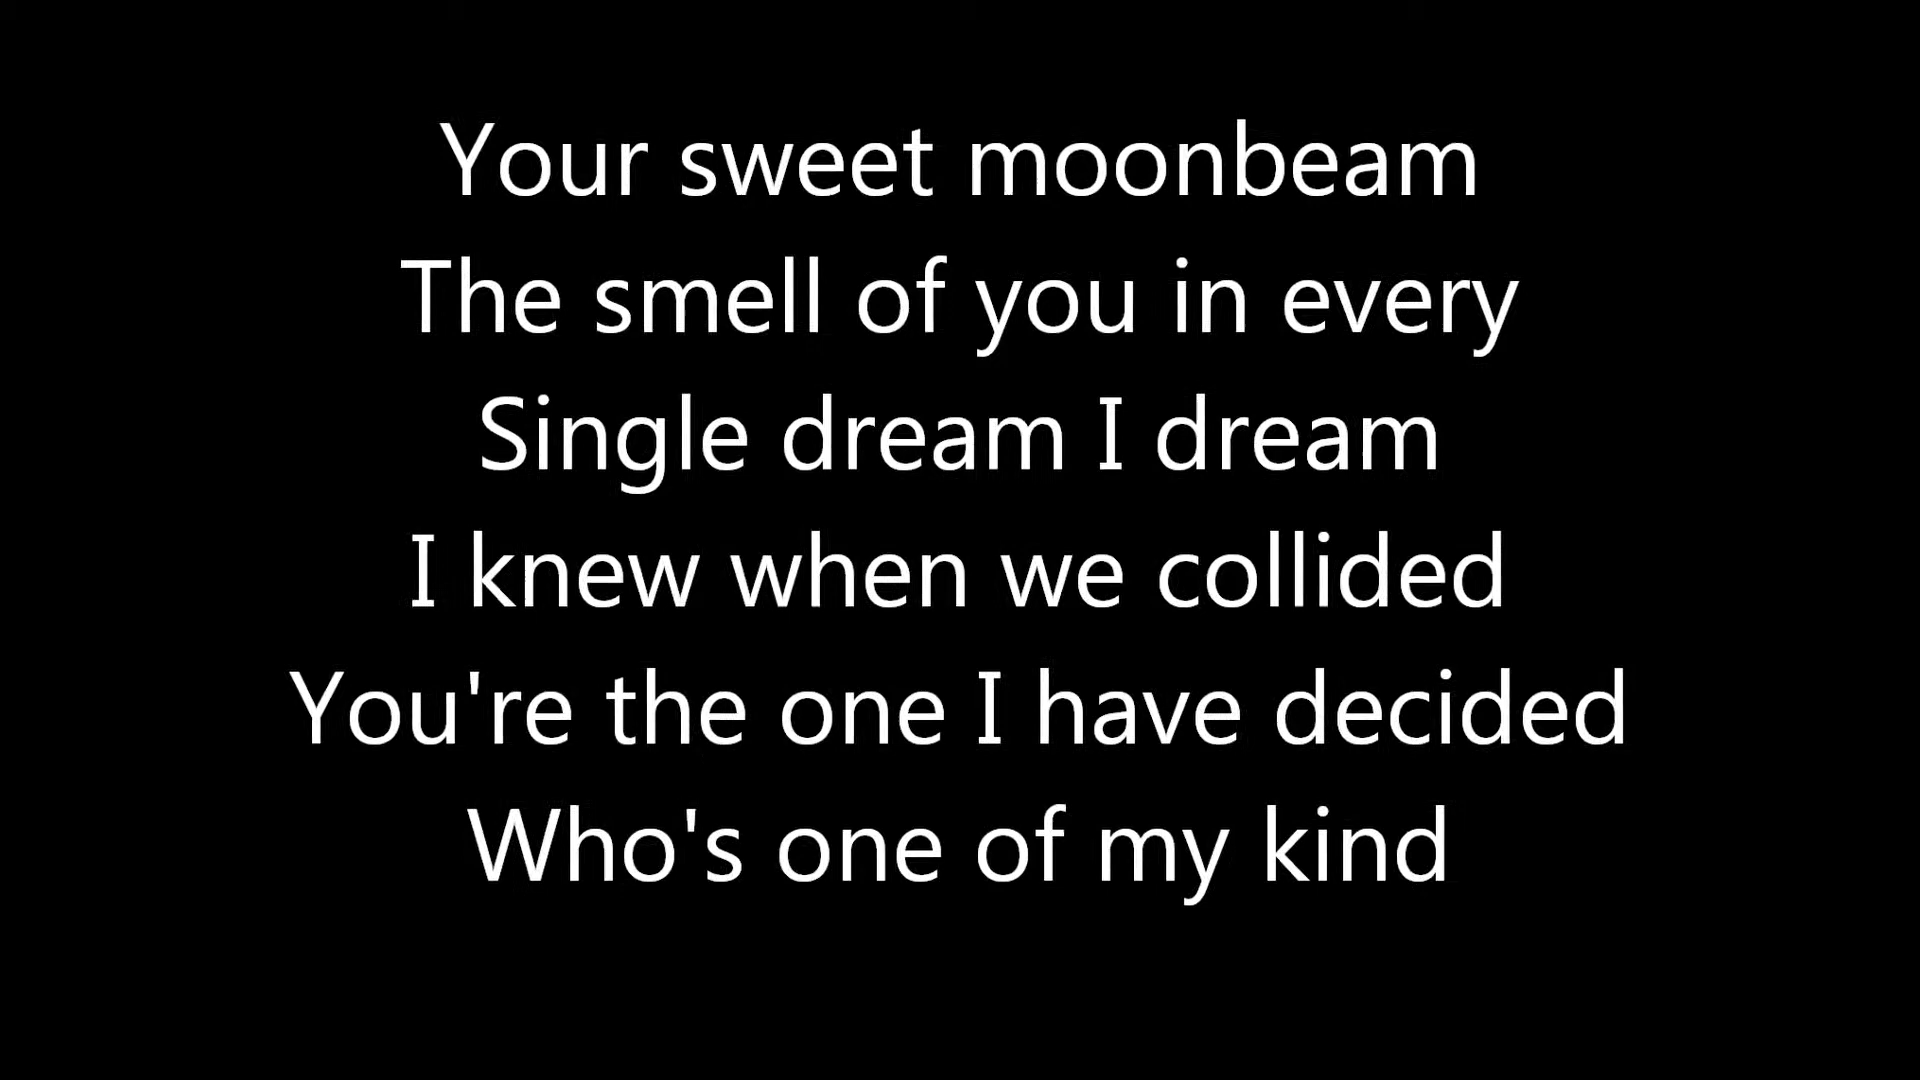 Your sweet moonbeam
The smell of you in every
Single dream I dream
I knew when we collided
You're the one I have decided
Who's one of my kind